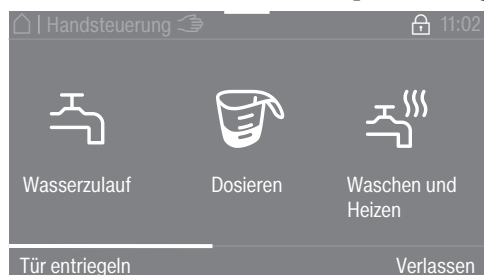 | Handsteuerung 11:02
Wasserzulauf Dosieren Waschen und
Heizen
Tür entriegeln Verlassen